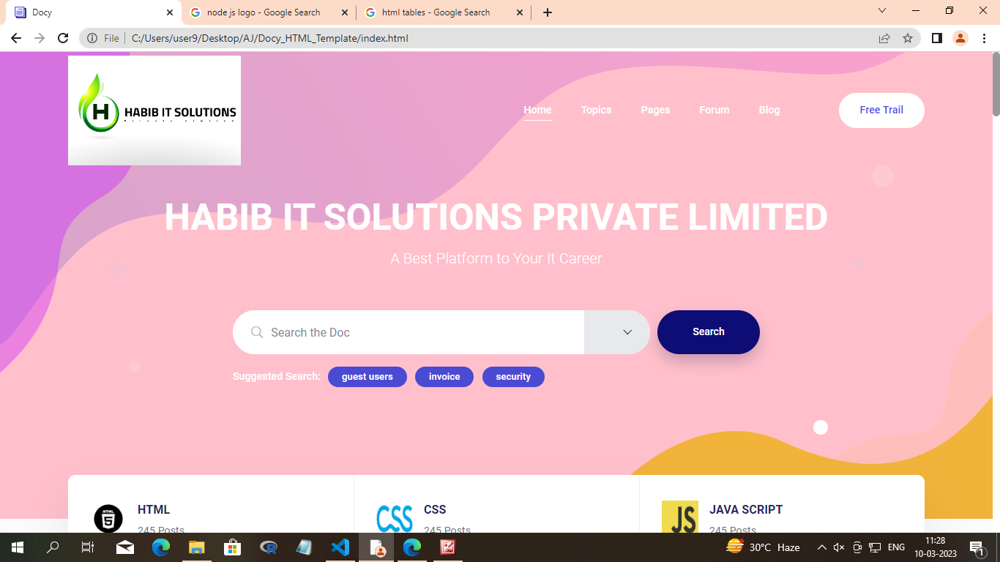 Docy
node js logo - Google Search
html tables - Google Search
File
C:/Users/user9/Desktop/AJ/Docy_HTML_Template/index.html
H
HABIB IT SOLUTIONS
Home Topics Pages Forum Blog
Free Trail
HABIB IT SOLUTIONS PRIVATE LIMITED
A Best Platform to Your It Career
Search the Doc
Search
Suggested Search: guest users invoice security
HTML
5
HTML
245 Posts
CSS
CSS
245 Posts
JS
JAVA SCRIPT
245 Posts
R
30°C Haze
ENG
11:28
10-03-2023
1